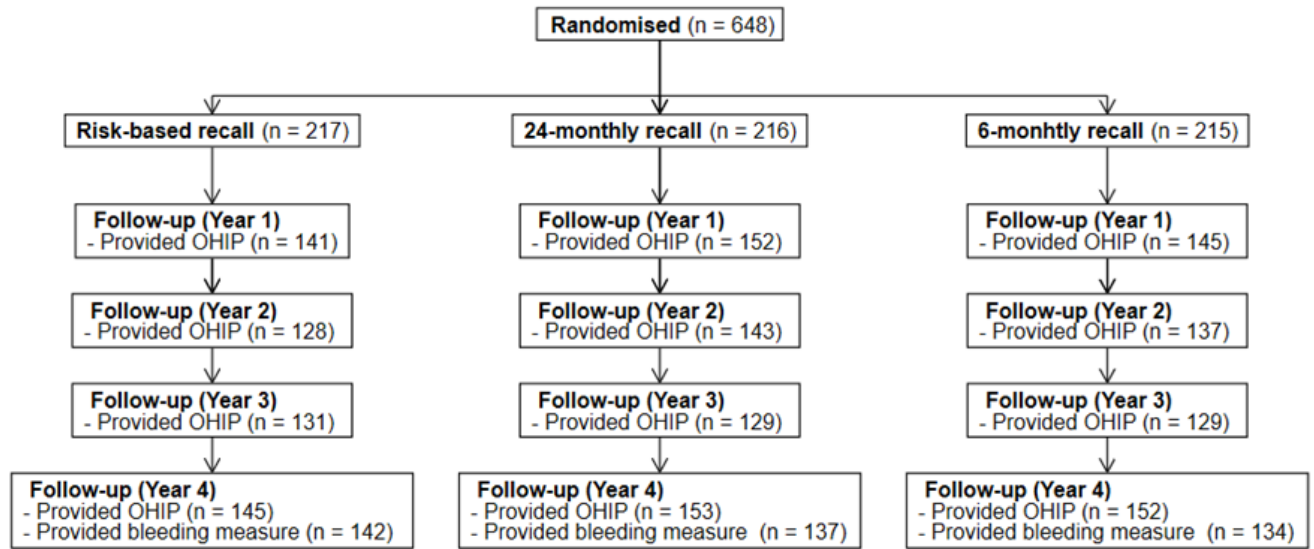 Randomised (n = 648)
Risk-based recall (n = 217)
24-monthly recall (n = 216)
6-monhtly recall (n = 215)
Follow-up (Year 1)
- Provided OHIP (n = 141)
Follow-up (Year 1)
- Provided OHIP (n = 152)
Follow-up (Year 1)
- Provided OHIP (n = 145)
Follow-up (Year 2)
- Provided OHIP (n = 128)
Follow-up (Year 2)
- Provided OHIP (n = 143)
Follow-up (Year 2)
- Provided OHIP (n = 137)
Follow-up (Year 3)
- Provided OHIP (n = 131)
Follow-up (Year 3)
- Provided OHIP (n = 129)
Follow-up (Year 3)
- Provided OHIP (n = 129)
Follow-up (Year 4)
- Provided OHIP (n = 145)
- Provided bleeding measure (n = 142)
Follow-up (Year 4)
- Provided OHIP (n = 153)
- Provided bleeding measure (n = 137)
Follow-up (Year 4)
- Provided OHIP (n = 152)
- Provided bleeding measure (n = 134)